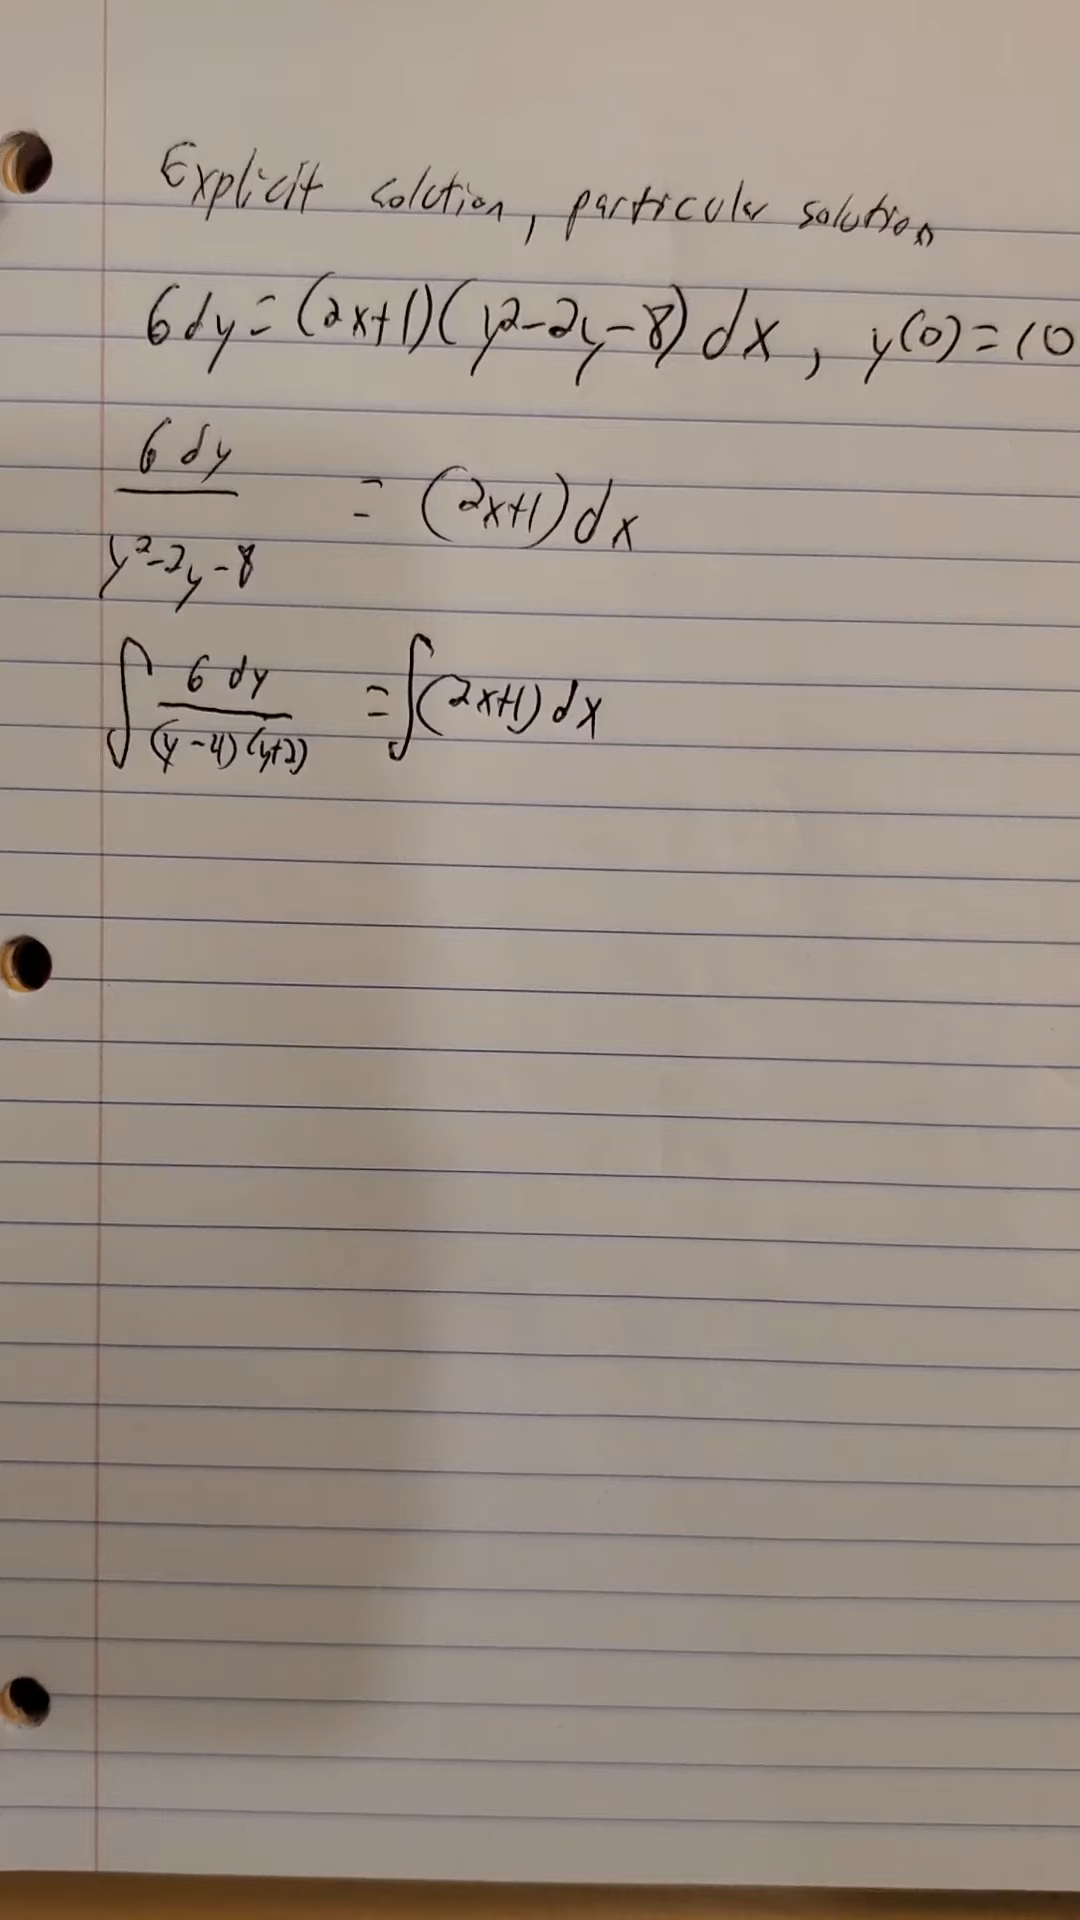 Explicit solution, particular solution
6dy = (2x+1)(y²-2y-8) dx, y(0)=10
6 dy / y²-2y-8 = (2x+1) dx
∫ 6 dy / (y-4)(y+2) = ∫(2x+1) dx